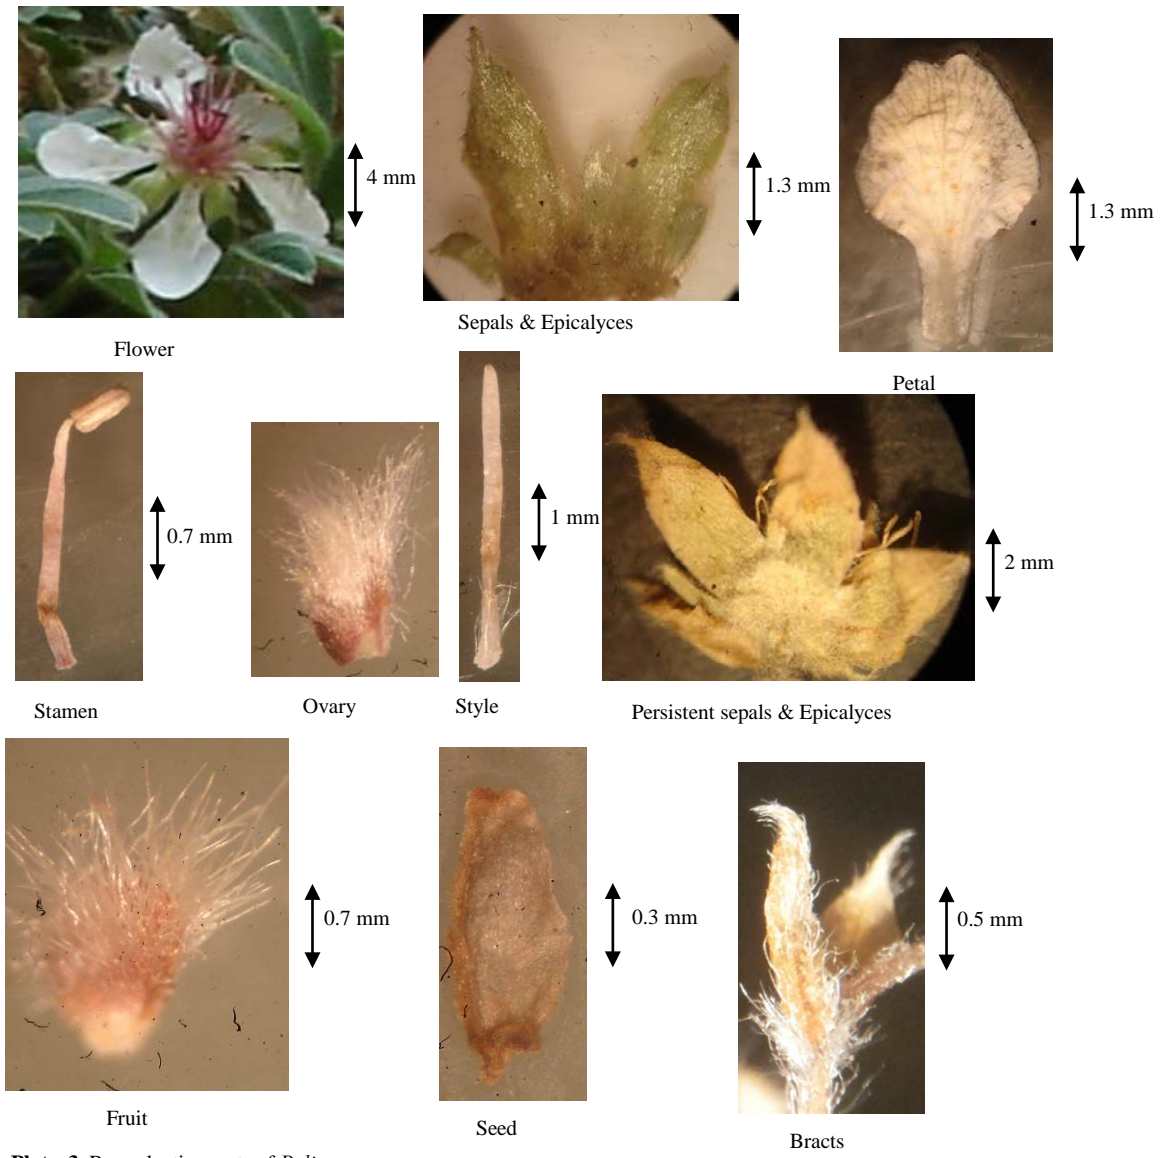 4 mm
1.3 mm
1.3 mm
Flower
Sepals & Epicalyces
Petal
0.7 mm
1 mm
2 mm
Stamen
Ovary
Style
Persistent sepals & Epicalyces
0.7 mm
0.3 mm
0.5 mm
Fruit
Seed
Bracts